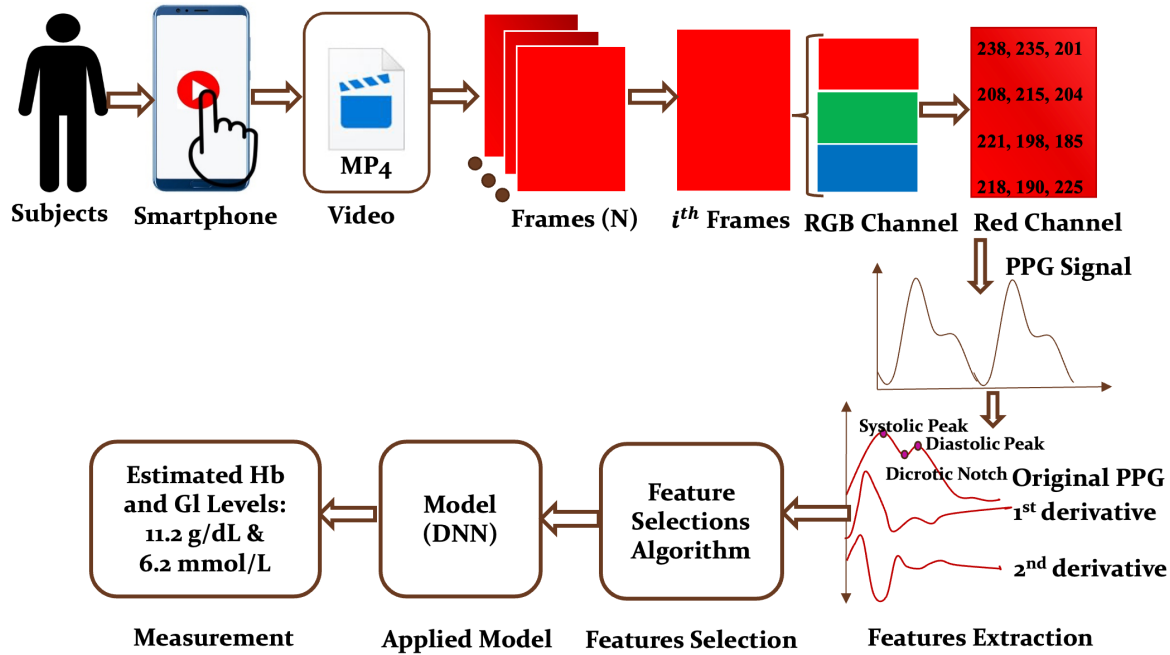 MP4
Subjects
Smartphone
Video
Frames (N)
iᵗʰ Frames
RGB Channel
238, 235, 201
208, 215, 204
221, 198, 185
218, 190, 225
Red Channel
PPG Signal
Systolic Peak
Diastolic Peak
Dicrotic Notch
Original PPG
1ˢᵗ derivative
2ⁿᵈ derivative
Features Extraction
Feature
Selections
Algorithm
Features Selection
Model
(DNN)
Applied Model
Estimated Hb
and Gl Levels:
11.2 g/dL &
6.2 mmol/L
Measurement